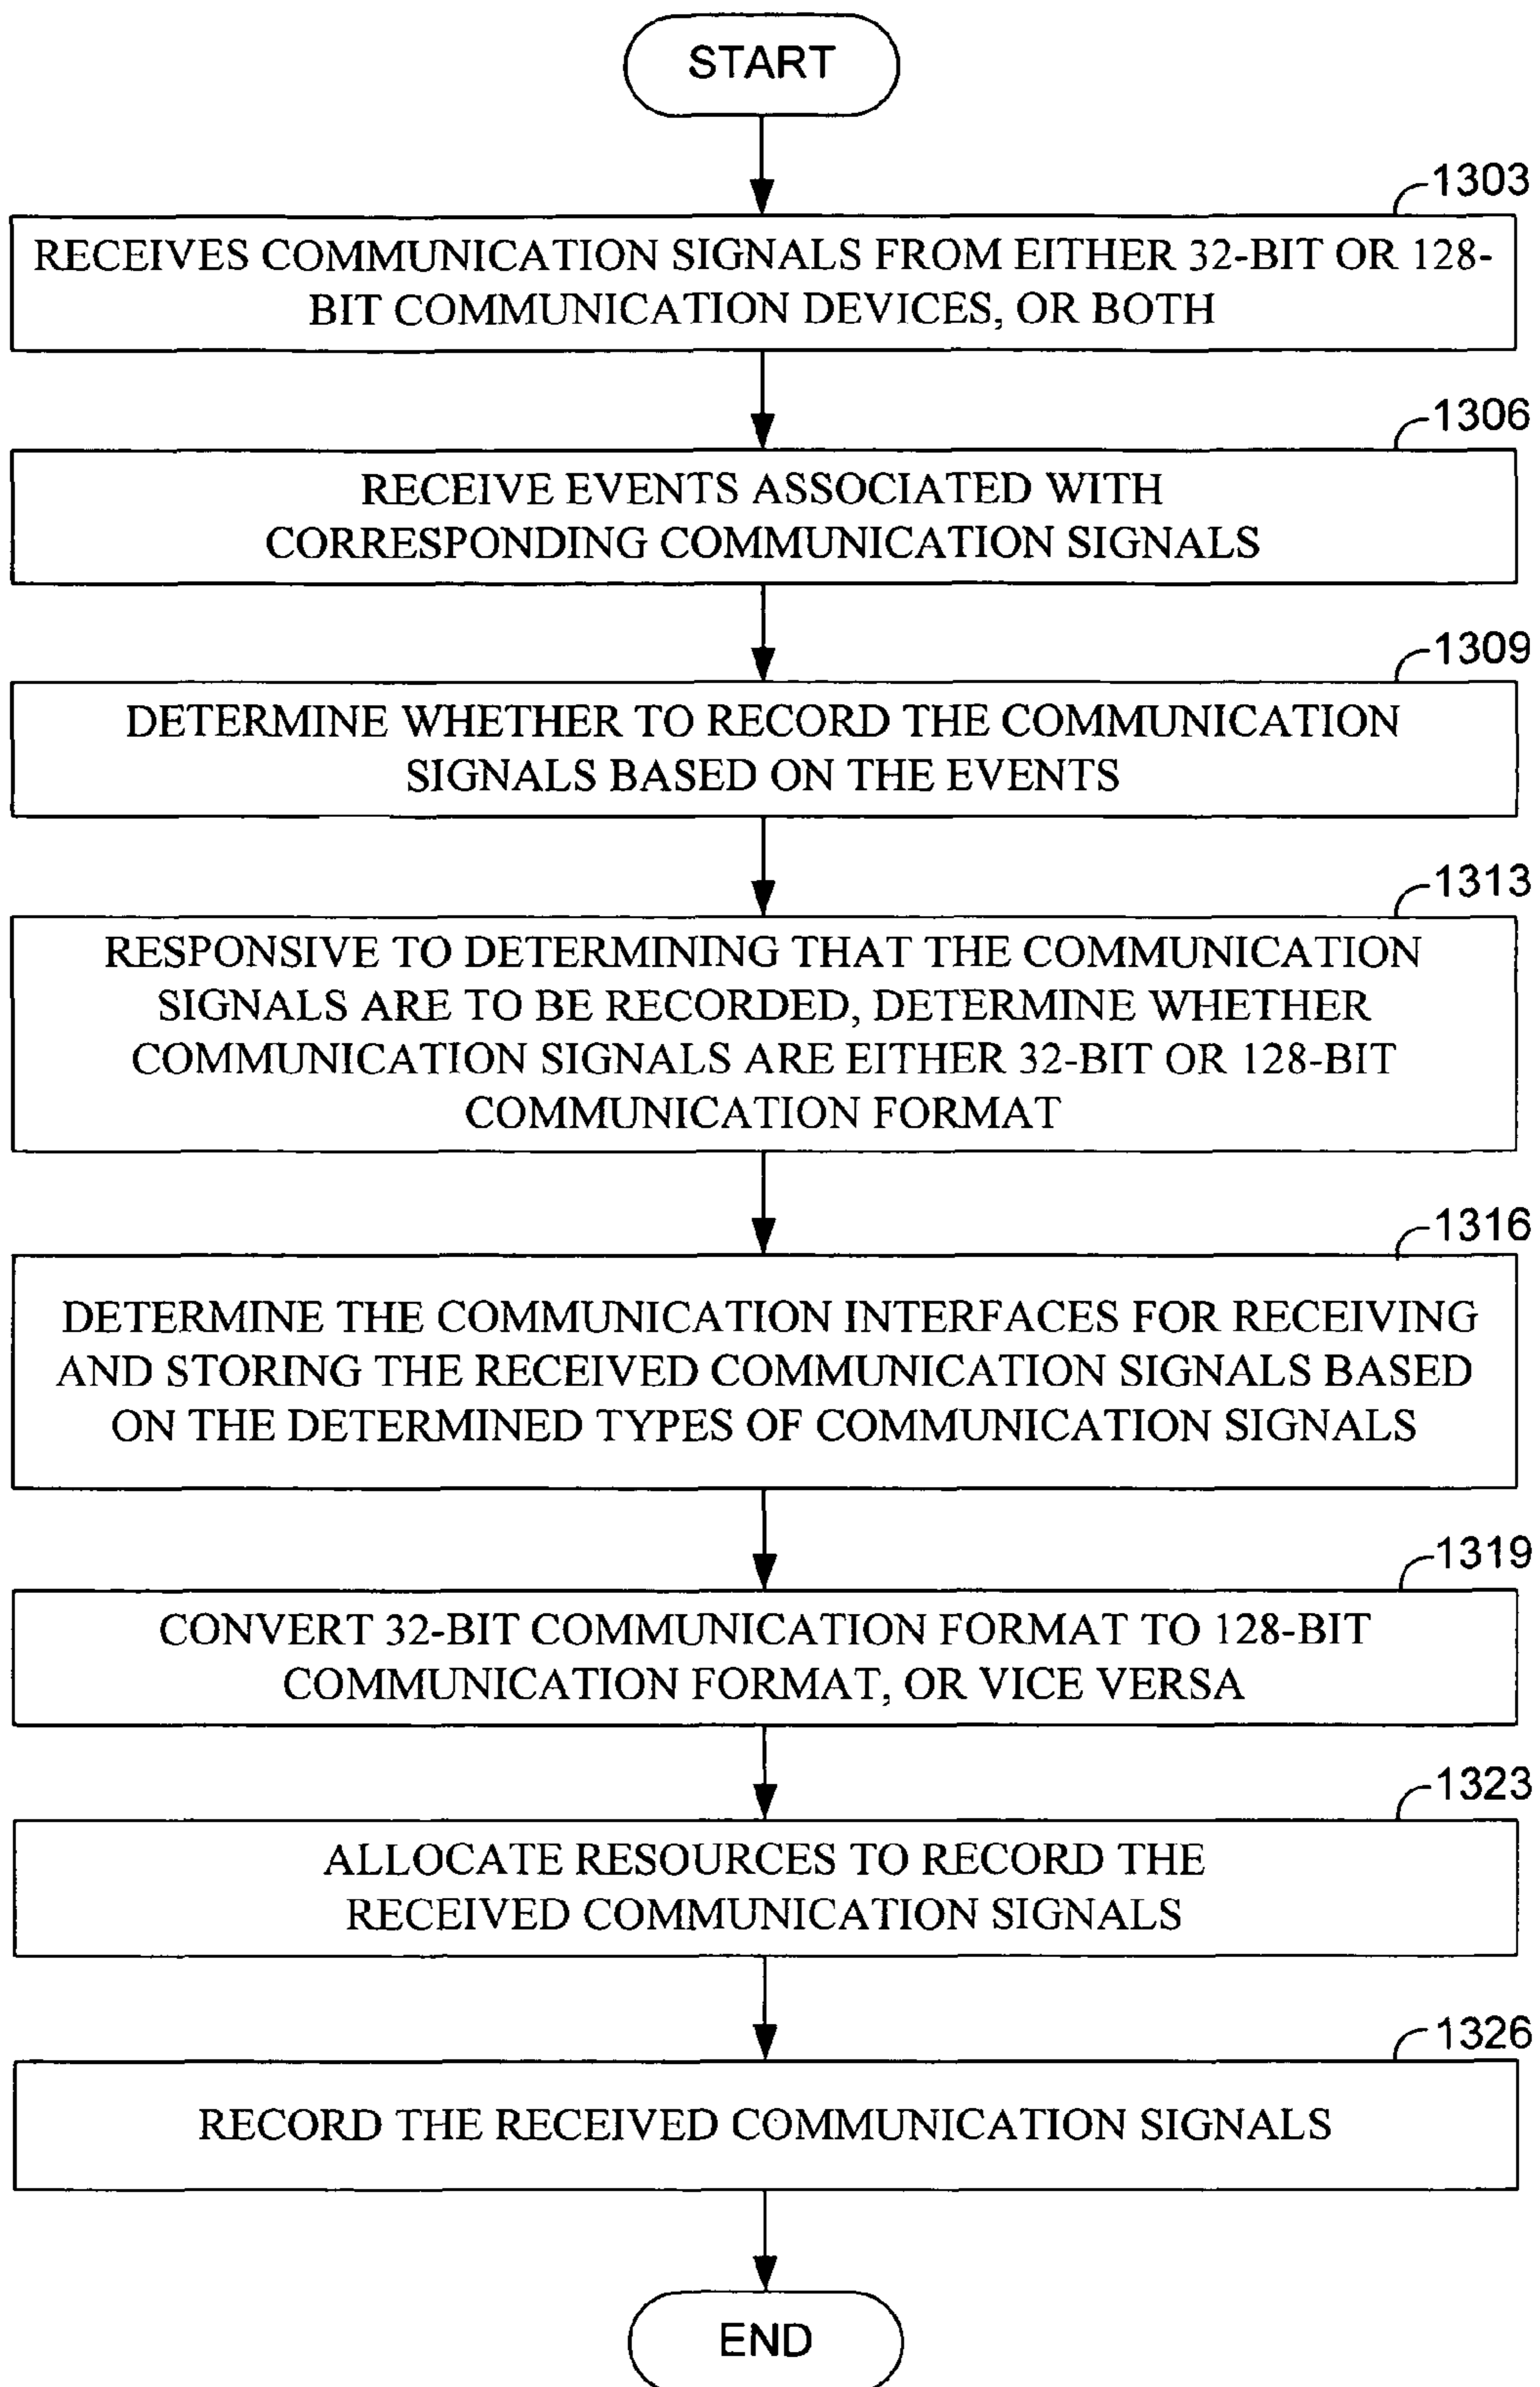 START
1303
RECEIVES COMMUNICATION SIGNALS FROM EITHER 32-BIT OR 128-
BIT COMMUNICATION DEVICES, OR BOTH
1306
RECEIVE EVENTS ASSOCIATED WITH
CORRESPONDING COMMUNICATION SIGNALS
1309
DETERMINE WHETHER TO RECORD THE COMMUNICATION
SIGNALS BASED ON THE EVENTS
1313
RESPONSIVE TO DETERMINING THAT THE COMMUNICATION
SIGNALS ARE TO BE RECORDED, DETERMINE WHETHER
COMMUNICATION SIGNALS ARE EITHER 32-BIT OR 128-BIT
COMMUNICATION FORMAT
1316
DETERMINE THE COMMUNICATION INTERFACES FOR RECEIVING
AND STORING THE RECEIVED COMMUNICATION SIGNALS BASED
ON THE DETERMINED TYPES OF COMMUNICATION SIGNALS
1319
CONVERT 32-BIT COMMUNICATION FORMAT TO 128-BIT
COMMUNICATION FORMAT, OR VICE VERSA
1323
ALLOCATE RESOURCES TO RECORD THE
RECEIVED COMMUNICATION SIGNALS
1326
RECORD THE RECEIVED COMMUNICATION SIGNALS
END